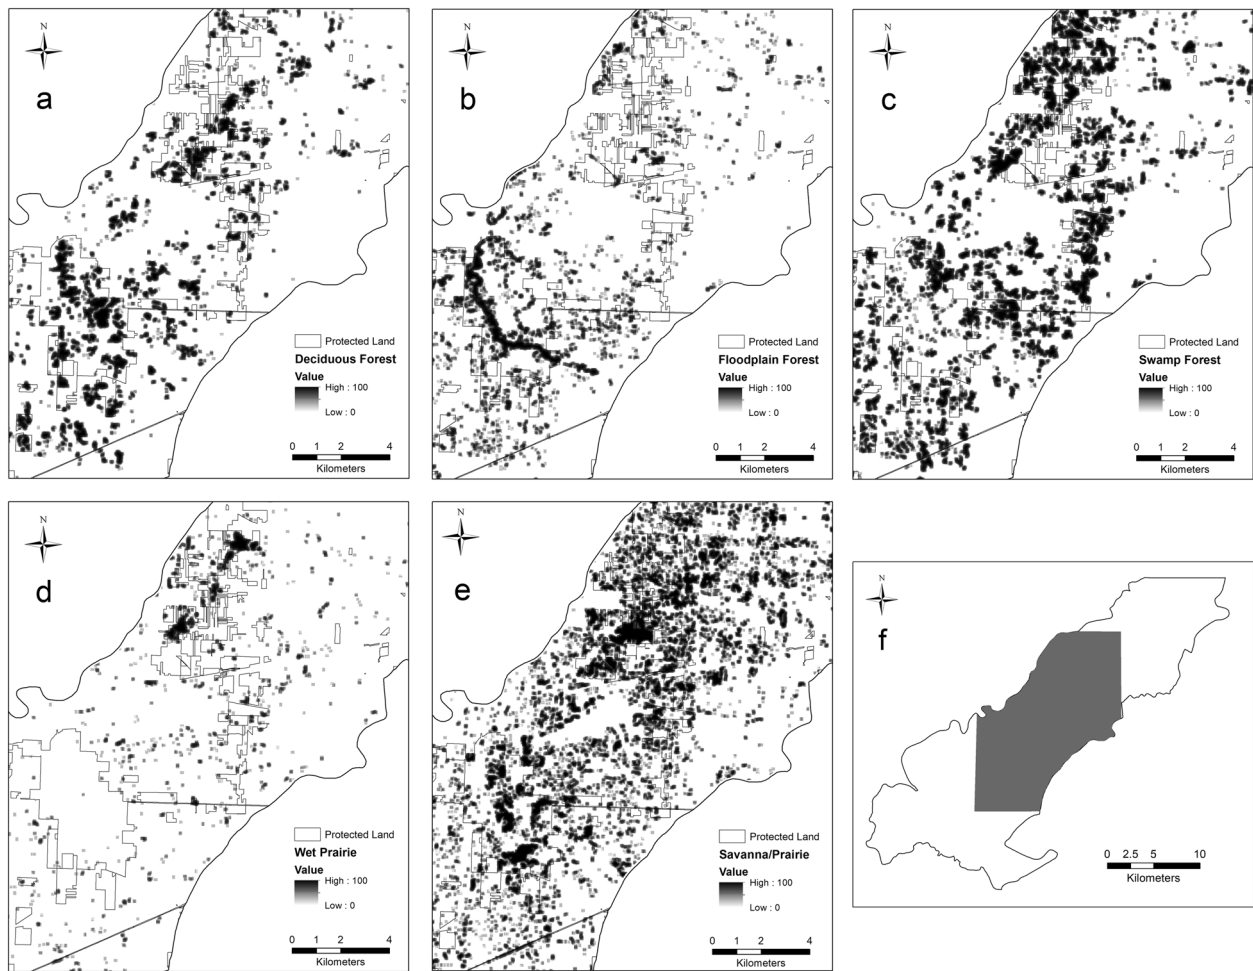 N
a
Protected Land
Deciduous Forest
Value
High : 100
Low : 0
0 1 2 4
Kilometers
N
b
Protected Land
Floodplain Forest
Value
High : 100
Low : 0
0 1 2 4
Kilometers
N
c
Protected Land
Swamp Forest
Value
High : 100
Low : 0
0 1 2 4
Kilometers
N
d
Protected Land
Wet Prairie
Value
High : 100
Low : 0
0 1 2 4
Kilometers
N
e
Protected Land
Savanna/Prairie
Value
High : 100
Low : 0
0 1 2 4
Kilometers
N
f
0 2.5 5 10
Kilometers